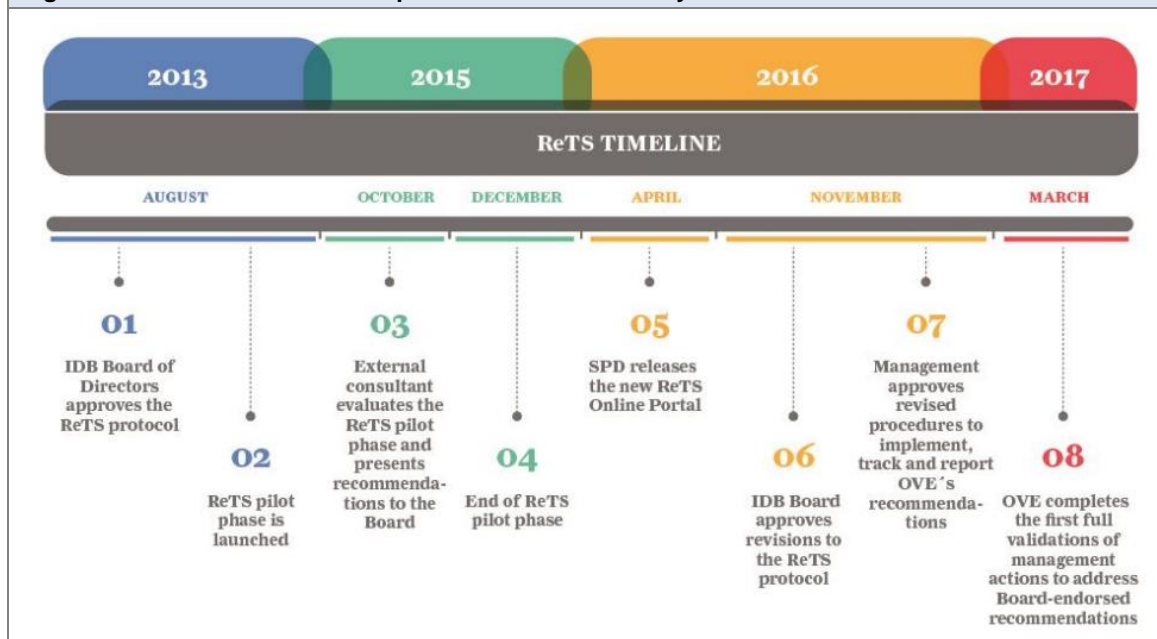 2013
2015
2016
2017
ReTS TIMELINE
AUGUST
OCTOBER
DECEMBER
APRIL
NOVEMBER
MARCH
01
IDB Board of
Directors
approves the
ReTS protocol
02
ReTS pilot
phase is
launched
03
External
consultant
evaluates the
ReTS pilot
phase and
presents
recommenda-
tions to the
Board
04
End of ReTS
pilot phase
05
SPD releases
the new ReTS
Online Portal
06
IDB Board
approves
revisions to
the ReTS
protocol
07
Management
approves
revised
procedures to
implement,
track and report
OVE´s
recommenda-
tions
08
OVE completes
the first full
validations of
management
actions to address
Board-endorsed
recommendations